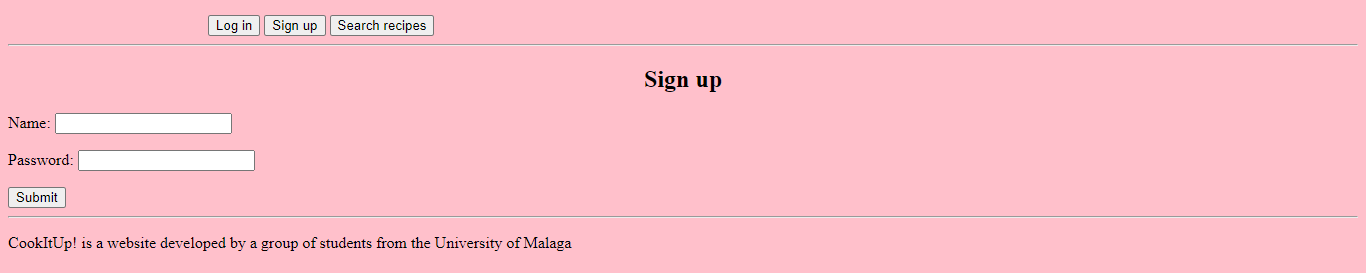 Log in Sign up Search recipes
Sign up
Name:
Password:
Submit
CookItUp! is a website developed by a group of students from the University of Malaga